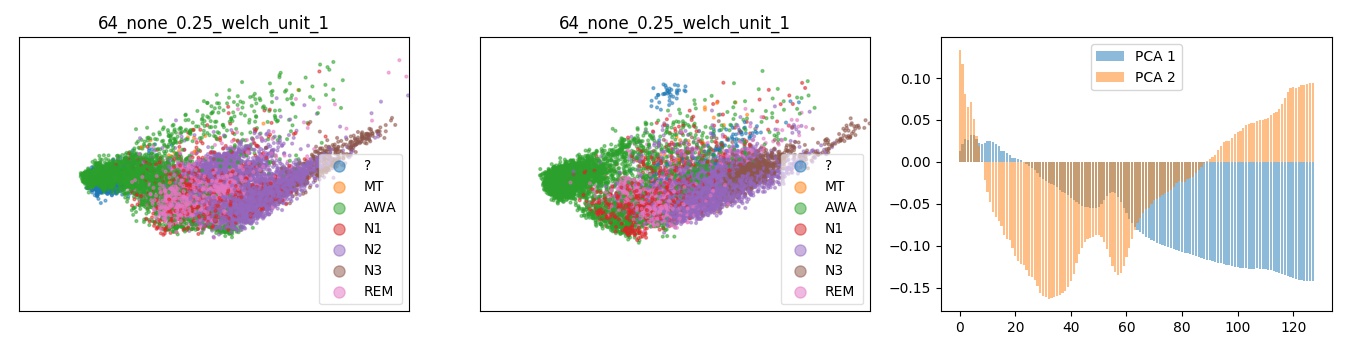 64_none_0.25_welch_unit_1
?
MT
AWA
N1
N2
N3
REM
64_none_0.25_welch_unit_1
?
MT
AWA
N1
N2
N3
REM
PCA 1
PCA 2
0.10
0.05
0.00
−0.05
−0.10
−0.15
0 20 40 60 80 100 120